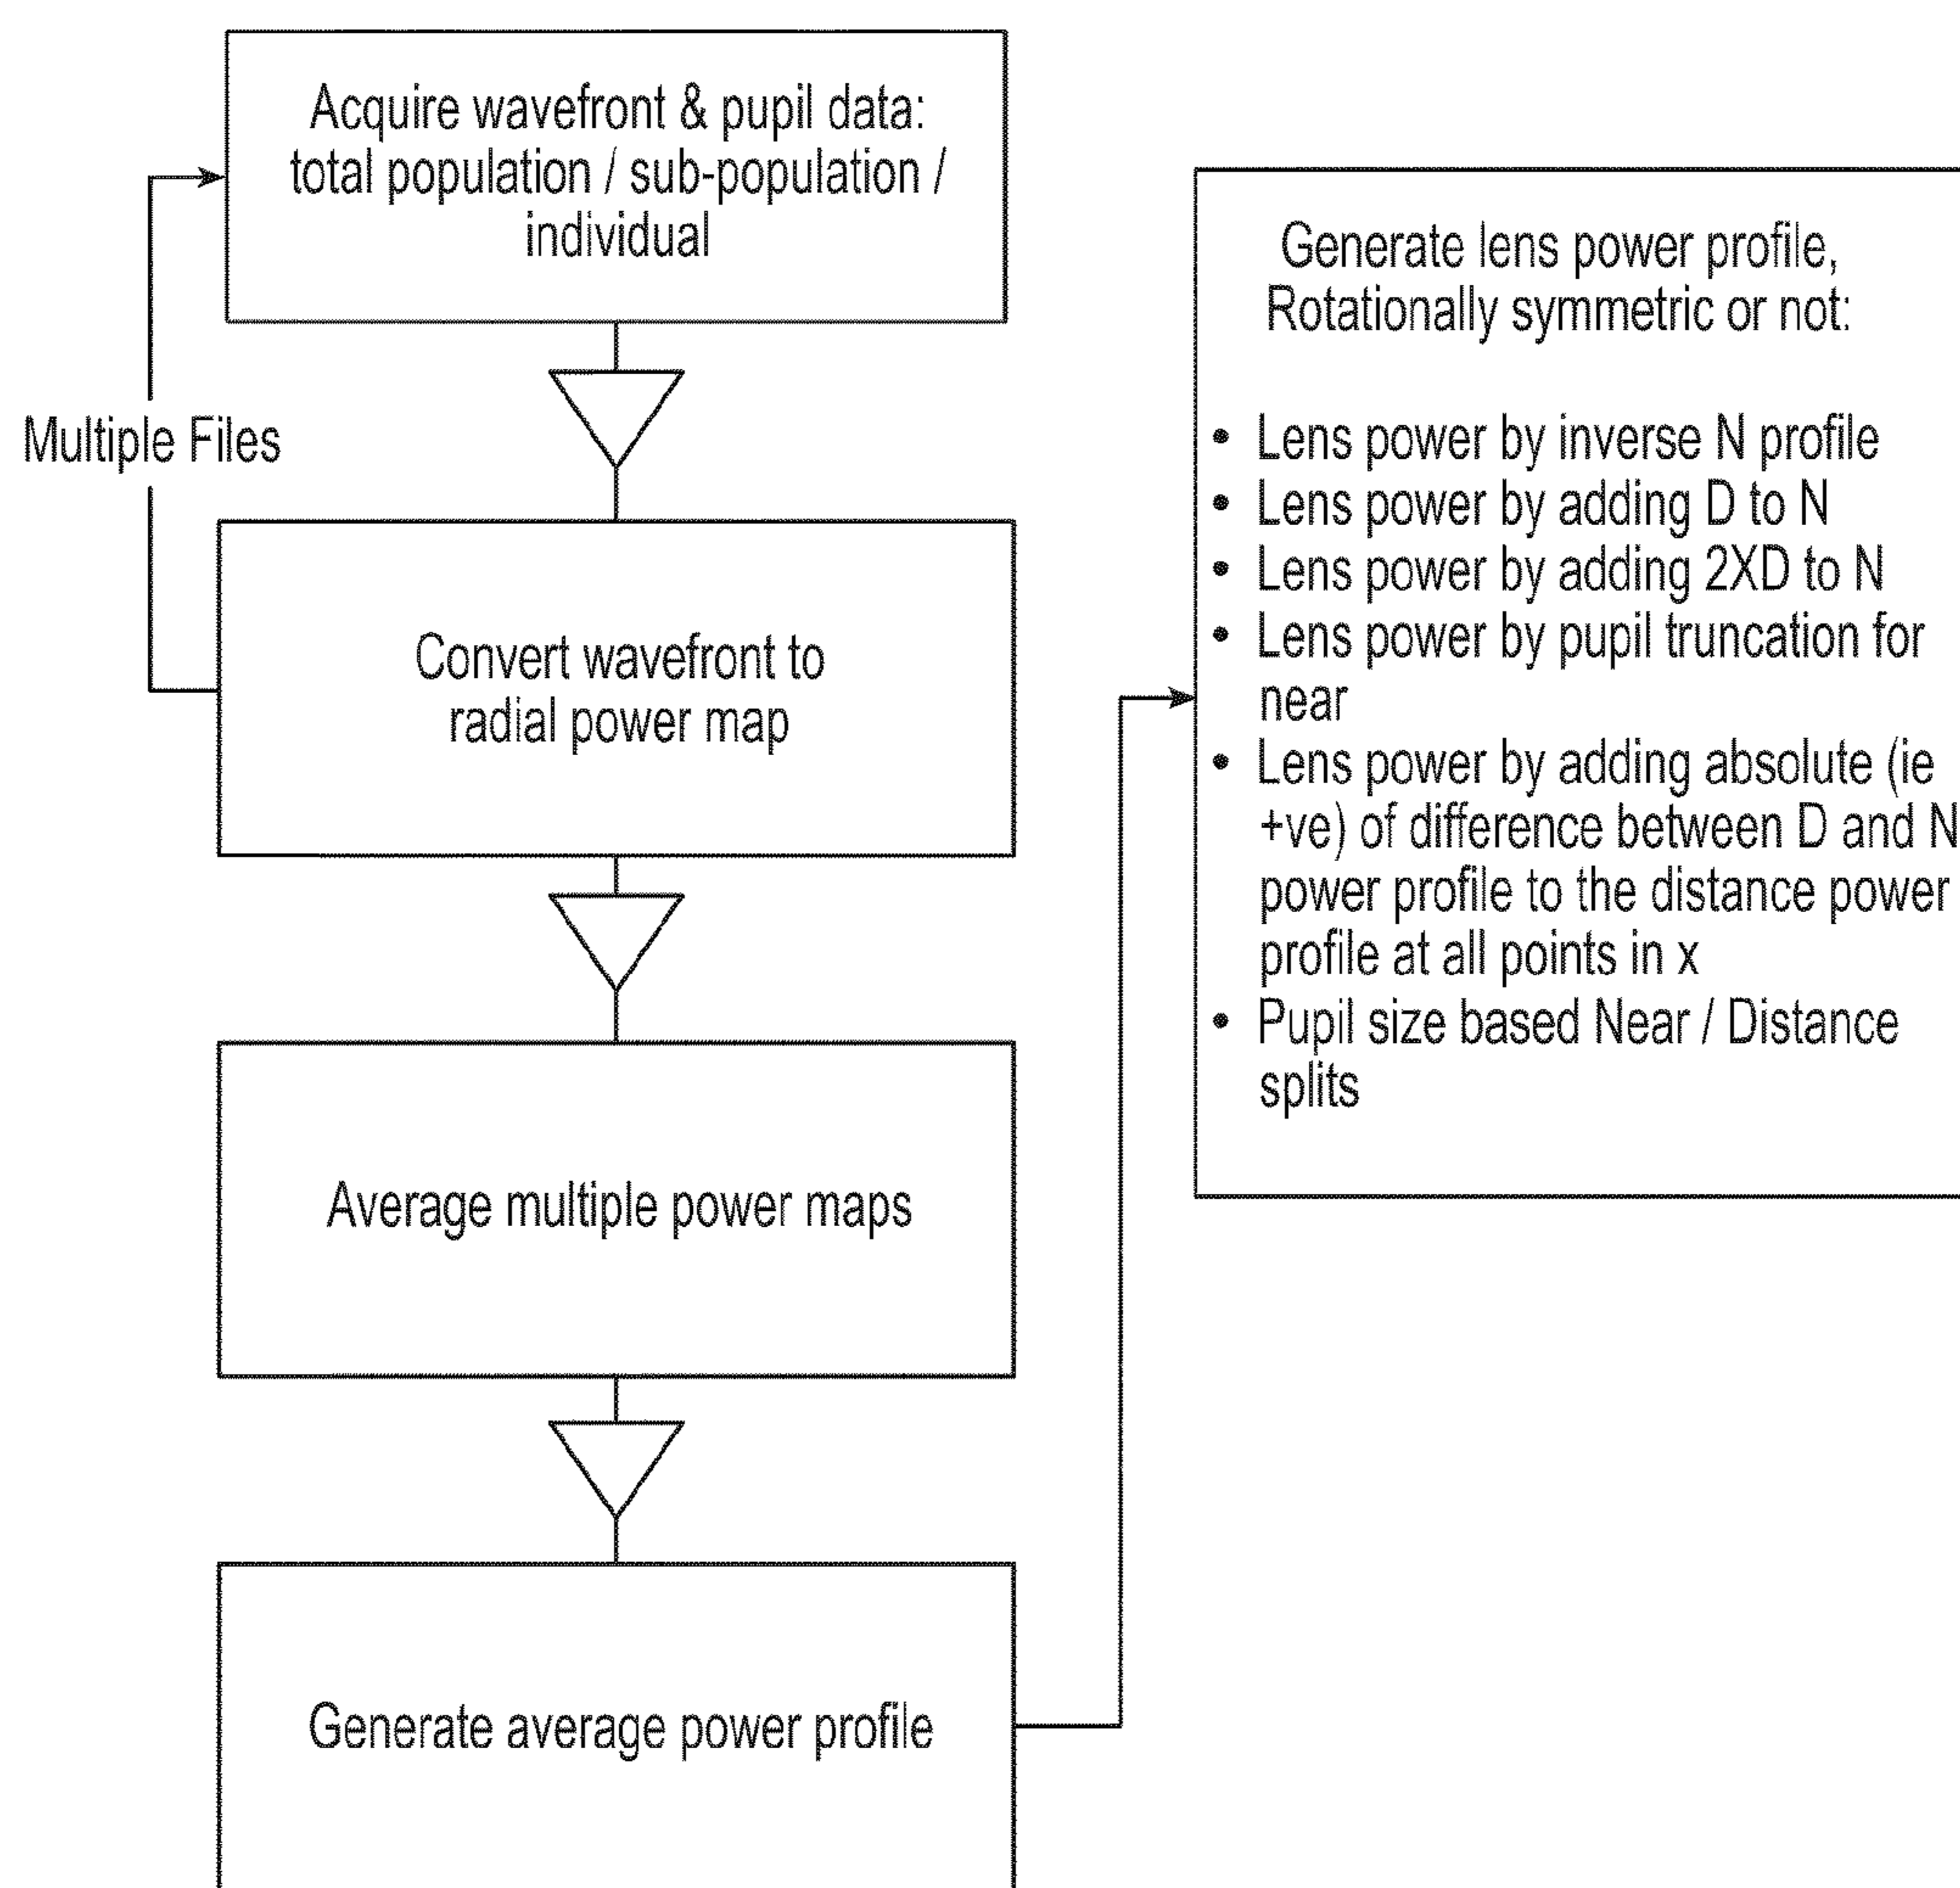 Acquire wavefront & pupil data:
total population / sub-population /
individual
Multiple Files
Convert wavefront to
radial power map
Average multiple power maps
Generate average power profile
Generate lens power profile,
Rotationally symmetric or not:
• Lens power by inverse N profile
• Lens power by adding D to N
• Lens power by adding 2XD to N
• Lens power by pupil truncation for
near
• Lens power by adding absolute (ie
+ve) of difference between D and N
power profile to the distance power
profile at all points in x
• Pupil size based Near / Distance
splits